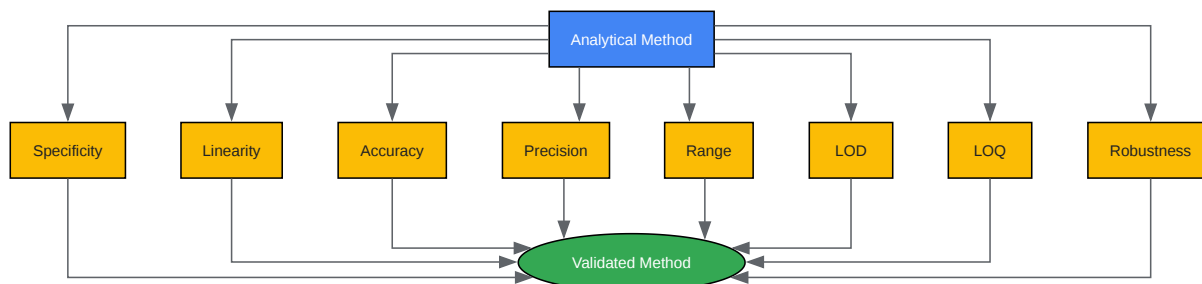 Analytical Method
Specificity
Linearity
Accuracy
Precision
Range
LOD
LOQ
Robustness
Validated Method